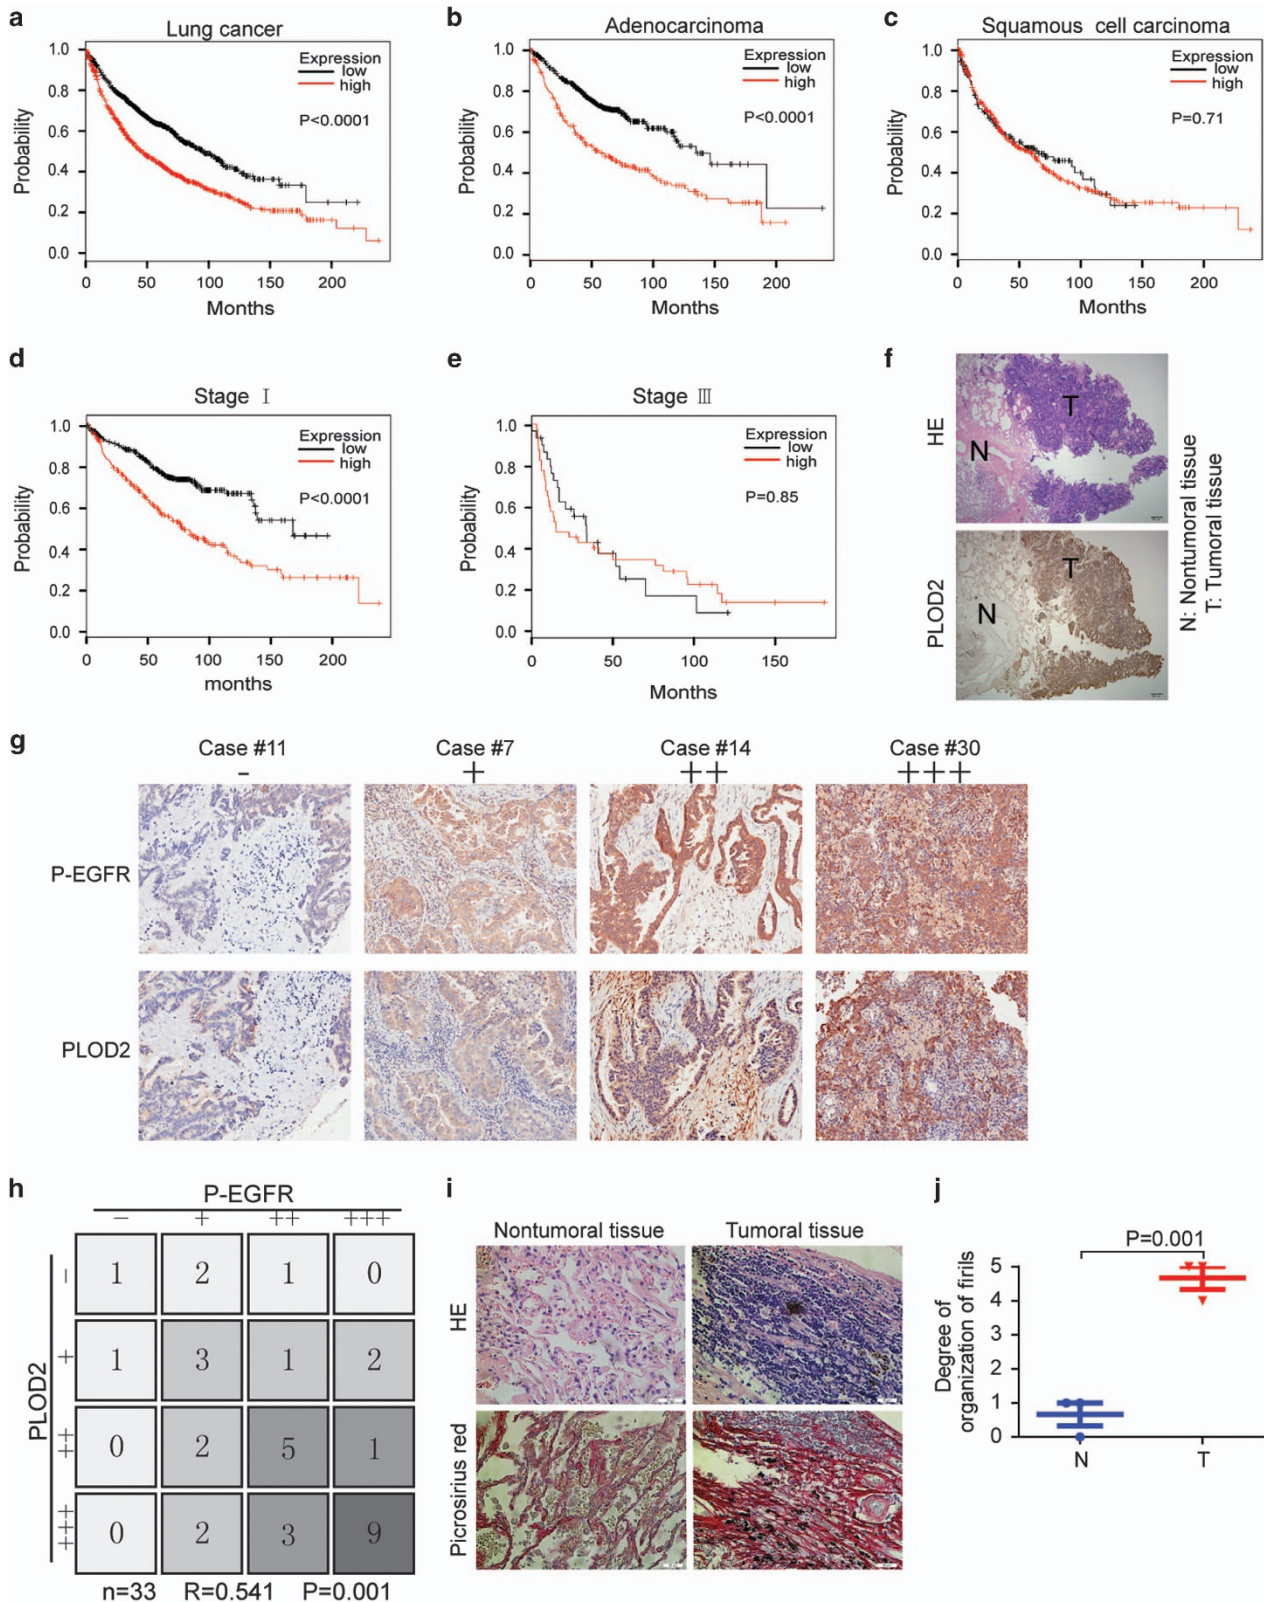 a
Lung cancer
Expression
low
high
P<0.0001
Probability
1.0
0.8
0.6
0.4
0.2
0.0
0 50 100 150 200
Months
b
Adenocarcinoma
Expression
low
high
P<0.0001
Probability
1.0
0.8
0.6
0.4
0.2
0.0
0 50 100 150 200
Months
c
Squamous cell carcinoma
Expression
low
high
P=0.71
Probability
1.0
0.8
0.6
0.4
0.2
0.0
0 50 100 150 200
Months
d
Stage Ⅰ
Expression
low
high
P<0.0001
Probability
1.0
0.8
0.6
0.4
0.2
0.0
0 50 100 150 200
months
e
Stage Ⅲ
Expression
low
high
P=0.85
Probability
1.0
0.8
0.6
0.4
0.2
0.0
0 50 100 150
Months
f
HE
T
N
PLOD2
T
N
N: Nontumoral tissue
T: Tumoral tissue
g
Case #11 Case #7 Case #14 Case #30
- + ++ +++
P-EGFR
PLOD2
h
P-EGFR
− + ++ +++
PLOD2
− 1 2 1 0
+ 1 3 1 2
++ 0 2 5 1
+++ 0 2 3 9
n=33 R=0.541 P=0.001
i
Nontumoral tissue Tumoral tissue
HE
Picrosirius red
j
P=0.001
Degree of
organization of firils
5
4
3
2
1
0
N T